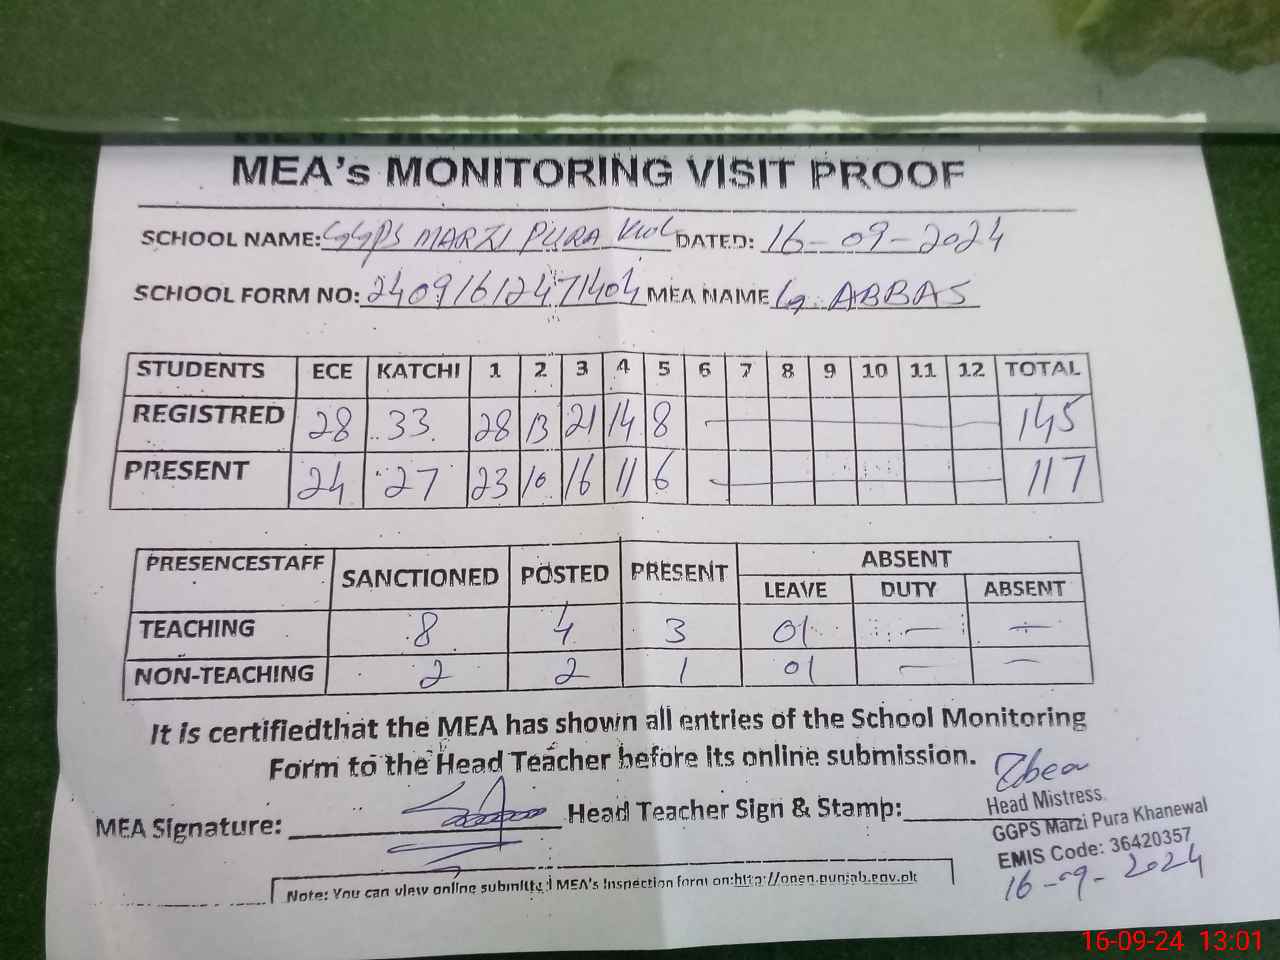 MEA's MONITORING VISIT PROOF
SCHOOL NAME: GGPS MARZI PURA DATED: 16-09-2024
SCHOOL FORM NO: 24091612471404 MEA NAME G. ABBAS
STUDENTS ECE KATCHI 1 2 3 4 5 6 7 8 9 10 11 12 TOTAL
REGISTRED 28 33 28 13 21 14 8 145
PRESENT 24 27 23 10 16 11 6 117
PRESENCESTAFF SANCTIONED POSTED PRESENT ABSENT
LEAVE DUTY ABSENT
TEACHING 8 4 3 01 - -
NON-TEACHING 2 2 1 01 - -
It is certifiedthat the MEA has shown all entries of the School Monitoring
Form to the Head Teacher before its online submission.
MEA Signature: Head Teacher Sign & Stamp:
Head Mistress
GGPS Marzi Pura Khanewal
EMIS Code: 36420357
16-9-2024
Note: You can view online submitted MEA's Inspection form on:http://open.punjab.gov.pk
16-09-24 13:01